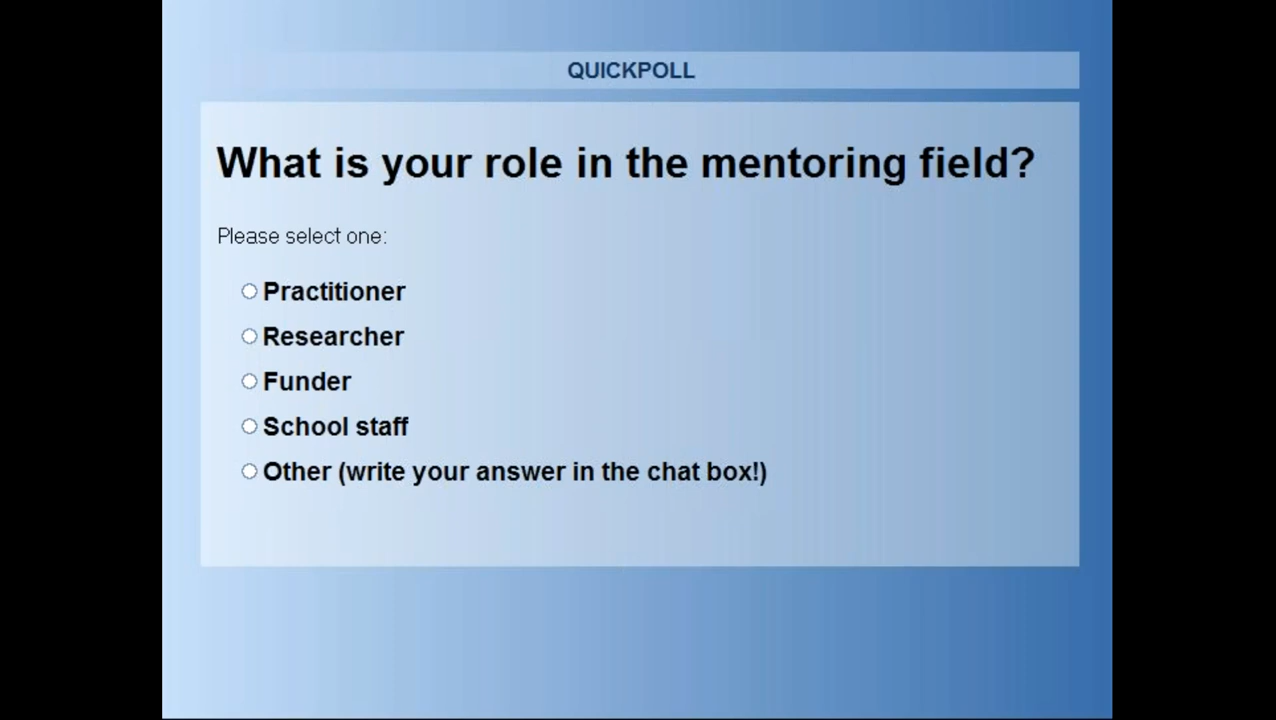 QUICKPOLL
What is your role in the mentoring field?
Please select one:
Practitioner
Researcher
Funder
School staff
Other (write your answer in the chat box!)